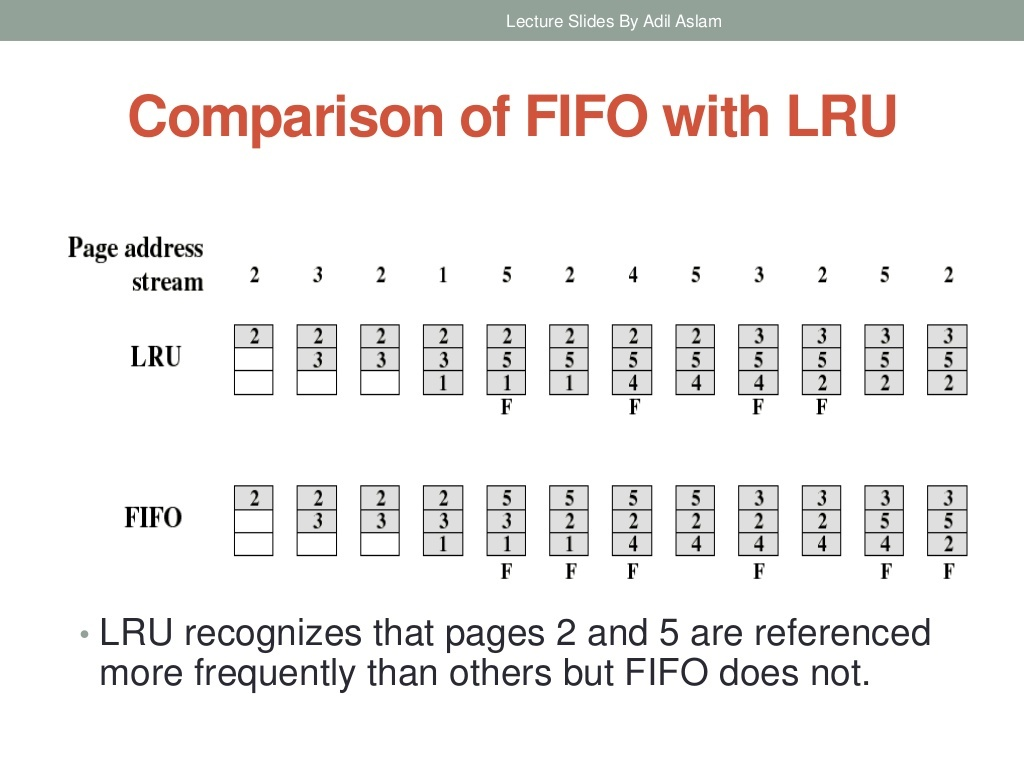 Lecture Slides By Adil Aslam
Comparison of FIFO with LRU
Page address
stream 2 3 2 1 5 2 4 5 3 2 5 2
2 2 2 2 2 2 2 2 3 3 3 3
LRU 3 3 3 5 5 5 5 5 5 5 5
1 1 1 4 4 4 2 2 2
F F F F
2 2 2 2 5 5 5 5 3 3 3 3
FIFO 3 3 3 3 2 2 2 2 2 5 5
1 1 1 4 4 4 4 4 2
F F F F F F
• LRU recognizes that pages 2 and 5 are referenced
more frequently than others but FIFO does not.